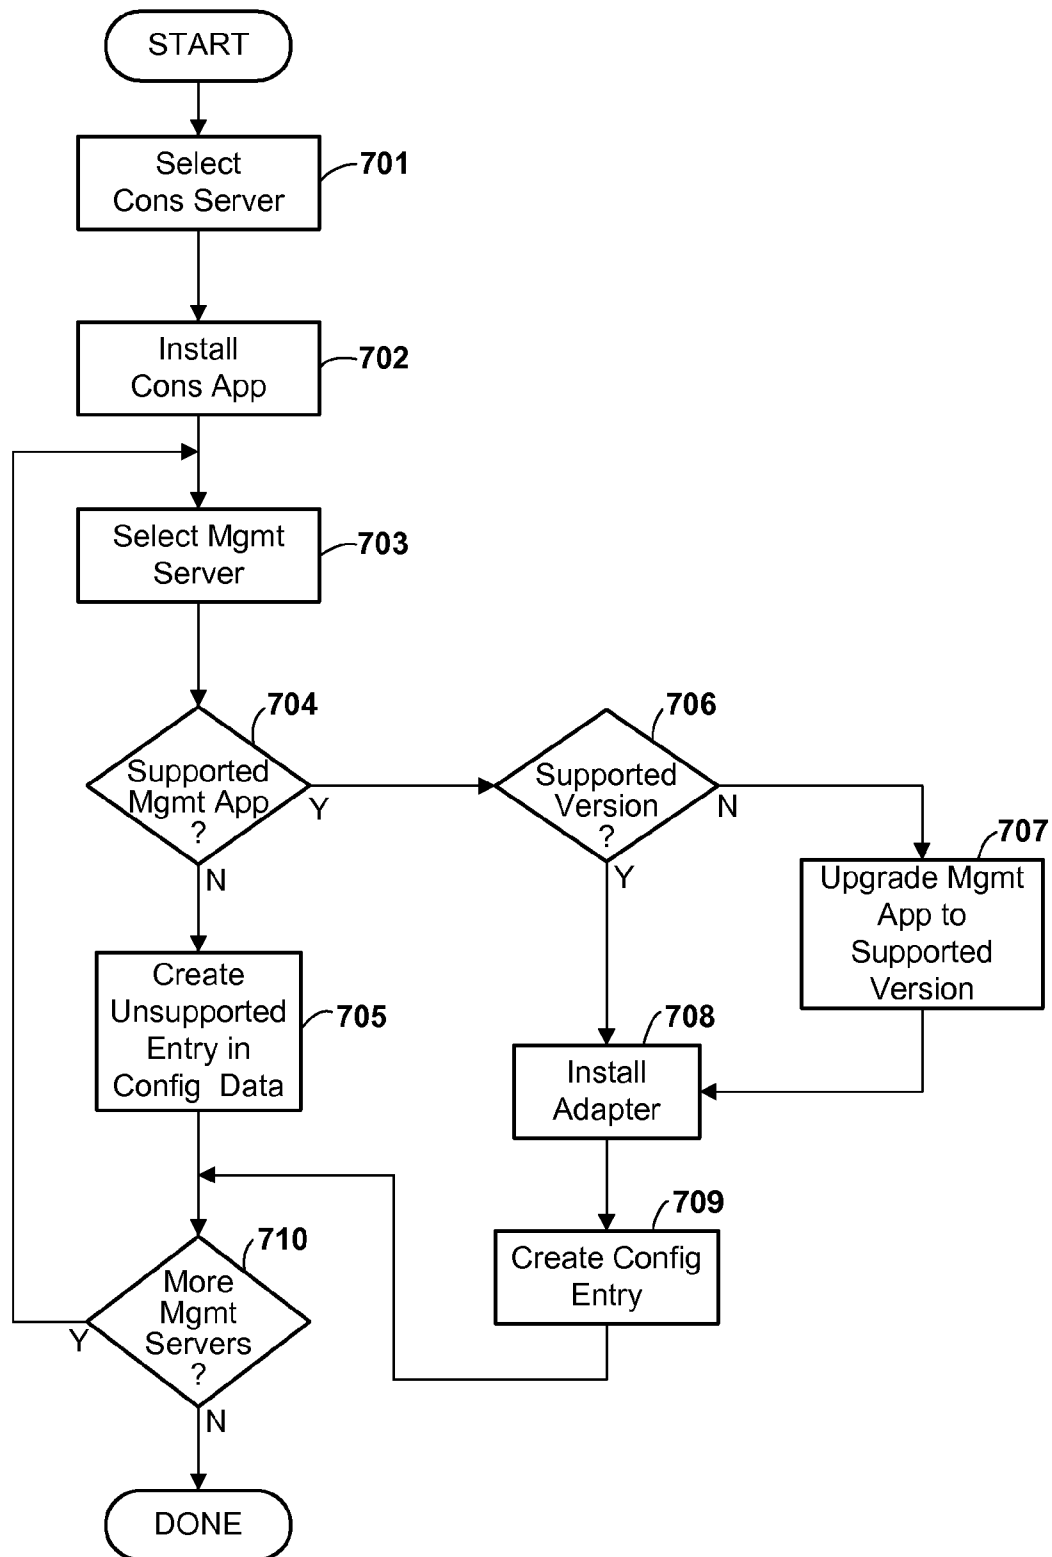 START
Select
Cons Server
701
Install
Cons App
702
Select Mgmt
Server
703
704
Supported
Mgmt App
?
Y
N
706
Supported
Version
?
N
Y
707
Upgrade Mgmt
App to
Supported
Version
Create
Unsupported
Entry in
Config Data
705
708
Install
Adapter
709
Create Config
Entry
710
More
Mgmt
Servers
?
Y
N
DONE